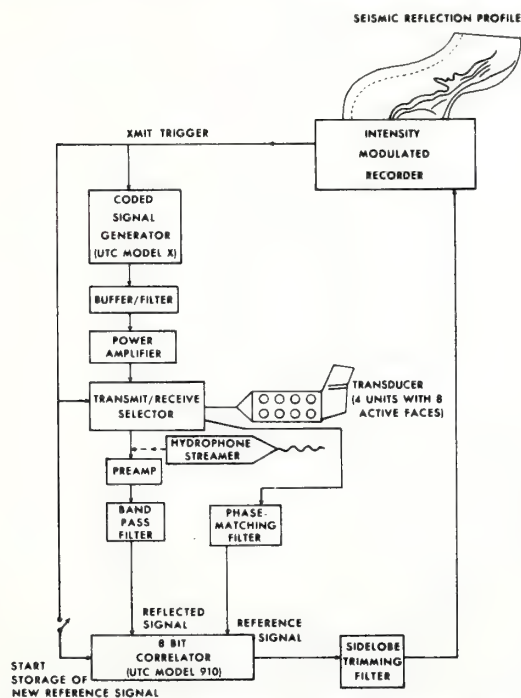 SEISMIC REFLECTION PROFILE
XMIT TRIGGER
INTENSITY
MODULATED
RECORDER
CODED
SIGNAL
GENERATOR
(UTC MODEL X)
BUFFER/FILTER
POWER
AMPLIFIER
TRANSMIT/RECEIVE
SELECTOR
TRANSDUCER
(4 UNITS WITH 8
ACTIVE FACES)
HYDROPHONE
STREAMER
PREAMP
BAND
PASS
FILTER
PHASE-
MATCHING
FILTER
REFLECTED
SIGNAL
REFERENCE
SIGNAL
8 BIT
CORRELATOR
(UTC MODEL 910)
SIDELOBE
TRIMMING
FILTER
START
STORAGE OF
NEW REFERENCE SIGNAL